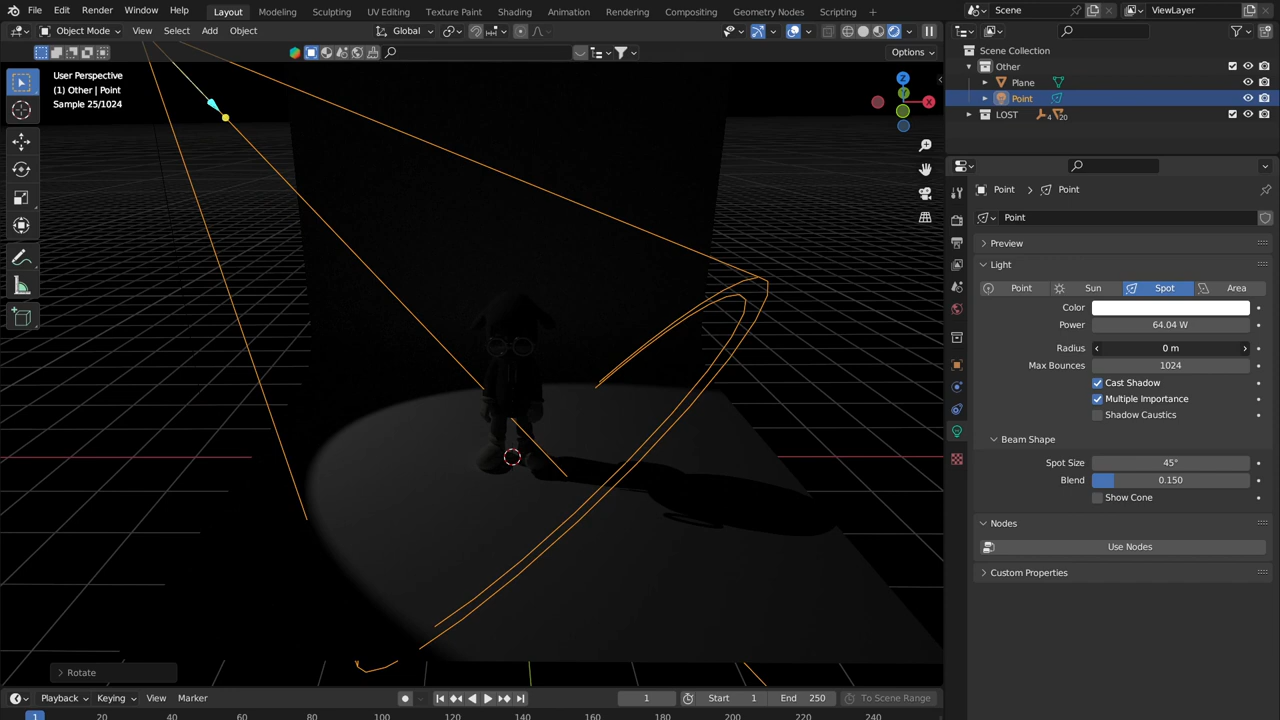 File Edit Render Window Help
Layout Modeling Sculpting UV Editing Texture Paint Shading Animation Rendering Compositing Geometry Nodes Scripting +
Scene
ViewLayer
Object Mode View Select Add Object
Global
Options
User Perspective
(1) Other | Point
Sample 25/1024
Z
Y
X
Rotate
Scene Collection
Other
Plane
Point
LOST 4 20
Point > Point
Point
Preview
Light
Point Sun Spot Area
Color
Power 64.04 W
Radius 0 m
Max Bounces 1024
Cast Shadow
Multiple Importance
Shadow Caustics
Beam Shape
Spot Size 45°
Blend 0.150
Show Cone
Nodes
Use Nodes
Custom Properties
Playback Keying View Marker
1
Start 1
End 250
To Scene Range
1 20 40 60 80 100 120 140 160 180 200 220 240